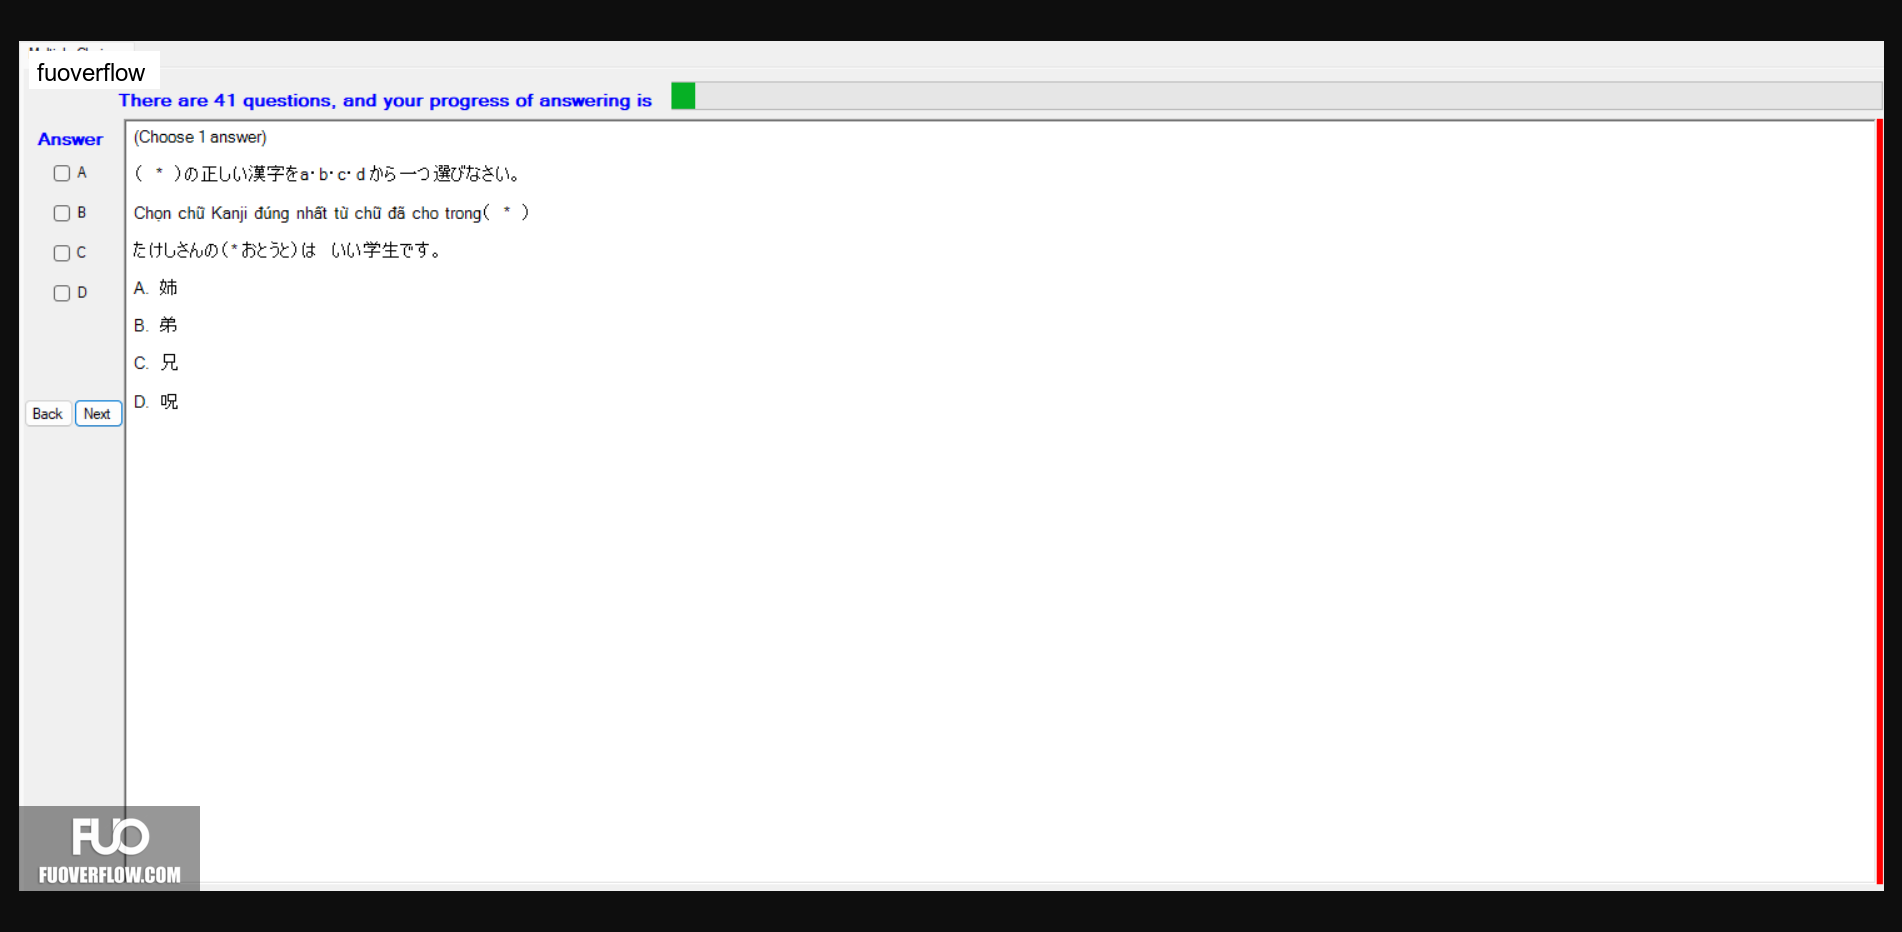 fuoverflow
There are 41 questions, and your progress of answering is
Answer
(Choose 1 answer)
A
( * )の正しい漢字をa・b・c・dから一つ選びなさい。
B
Chọn chữ Kanji đúng nhất từ chữ đã cho trong( * )
C
たけしさんの(*おとうと)は いい学生です。
D
A. 姉
B. 弟
C. 兄
D. 呪
Back
Next
FUO
FUOVERFLOW.COM